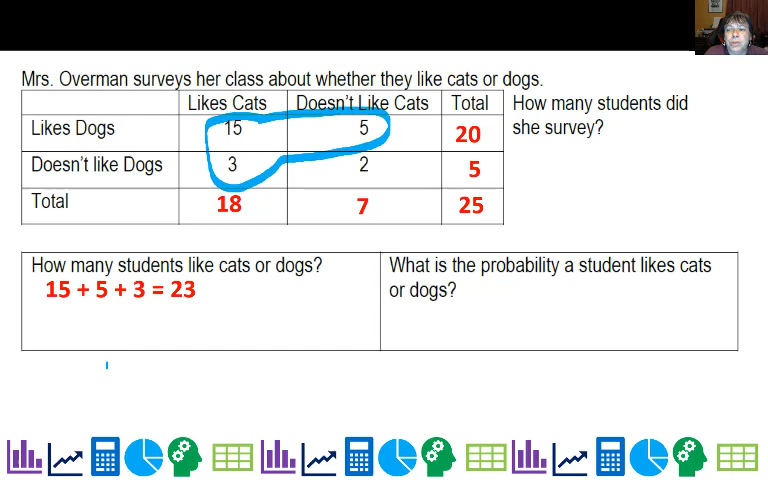 Mrs. Overman surveys her class about whether they like cats or dogs.
Likes Cats Doesn't Like Cats Total
Likes Dogs 15 5 20
Doesn't like Dogs 3 2 5
Total 18 7 25
How many students did
she survey?
How many students like cats or dogs?
15 + 5 + 3 = 23
What is the probability a student likes cats
or dogs?